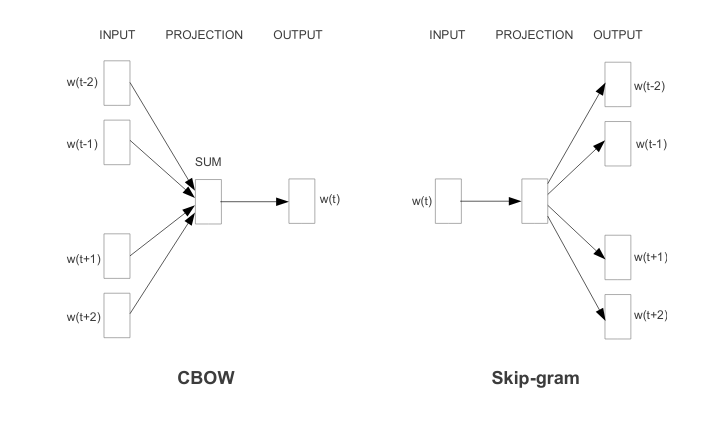 INPUT PROJECTION OUTPUT
w(t-2)
w(t-1)
SUM
w(t)
w(t+1)
w(t+2)
CBOW
INPUT PROJECTION OUTPUT
w(t-2)
w(t-1)
w(t)
w(t+1)
w(t+2)
Skip-gram